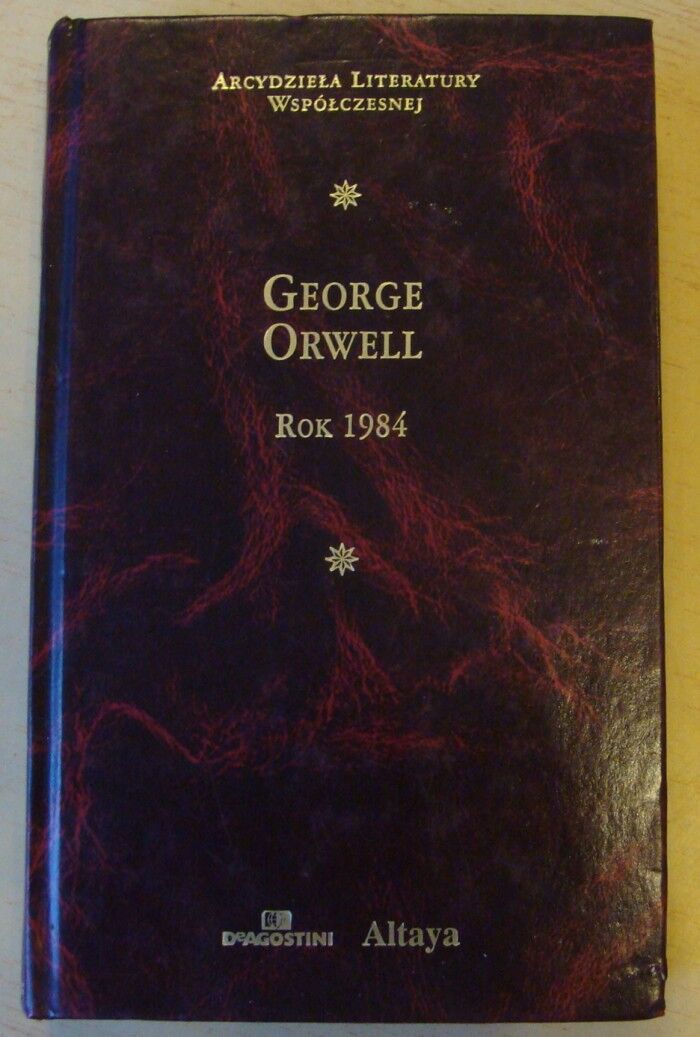 Arcydzieła Literatury
Współczesnej
George
Orwell
Rok 1984
DeAGOSTINI Altaya